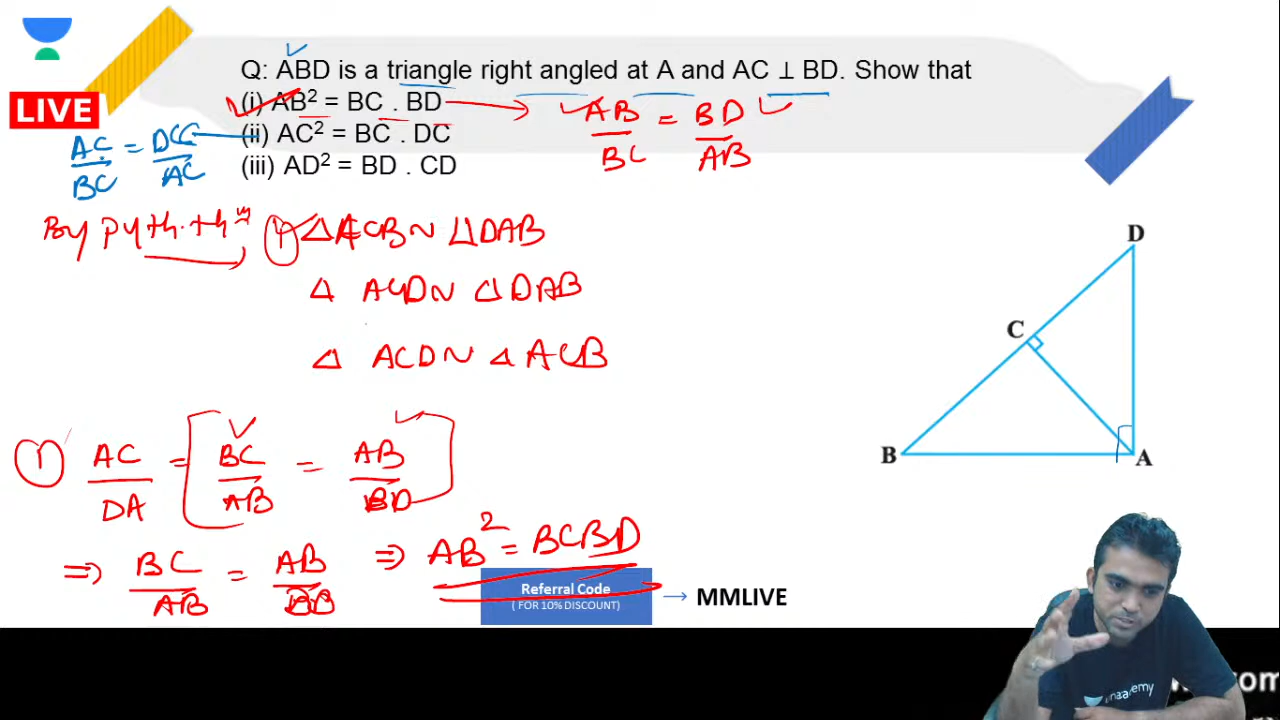 Q: ABD is a triangle right angled at A and AC ⊥ BD. Show that
LIVE
(i) AB² = BC . BD
AB/BC = BD/AB
(ii) AC² = BC . DC
AC/BC = DC/AC
(iii) AD² = BD . CD
By Pyth. thm
① △ACB ~ △DAB
△ ACD ~ △DAB
△ ACD ~ △ ACB
D
C
B
A
① AC/DA = BC/AB = AB/BD
⇒ BC/AB = AB/BD ⇒ AB² = BC BD
Referral Code
( FOR 10% DISCOUNT)
→ MMLIVE